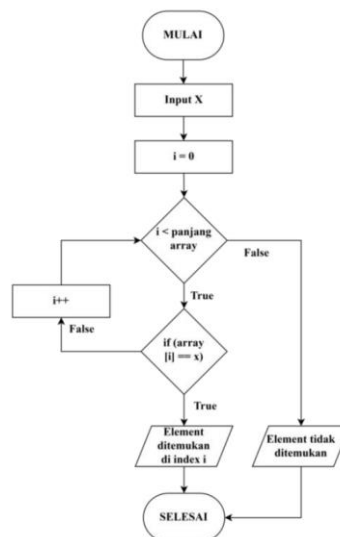 MULAI
Input X
i = 0
i < panjang
array
False
True
i++
False
if (array
[i] == x)
True
Element
ditemukan
di index i
Element tidak
ditemukan
SELESAI